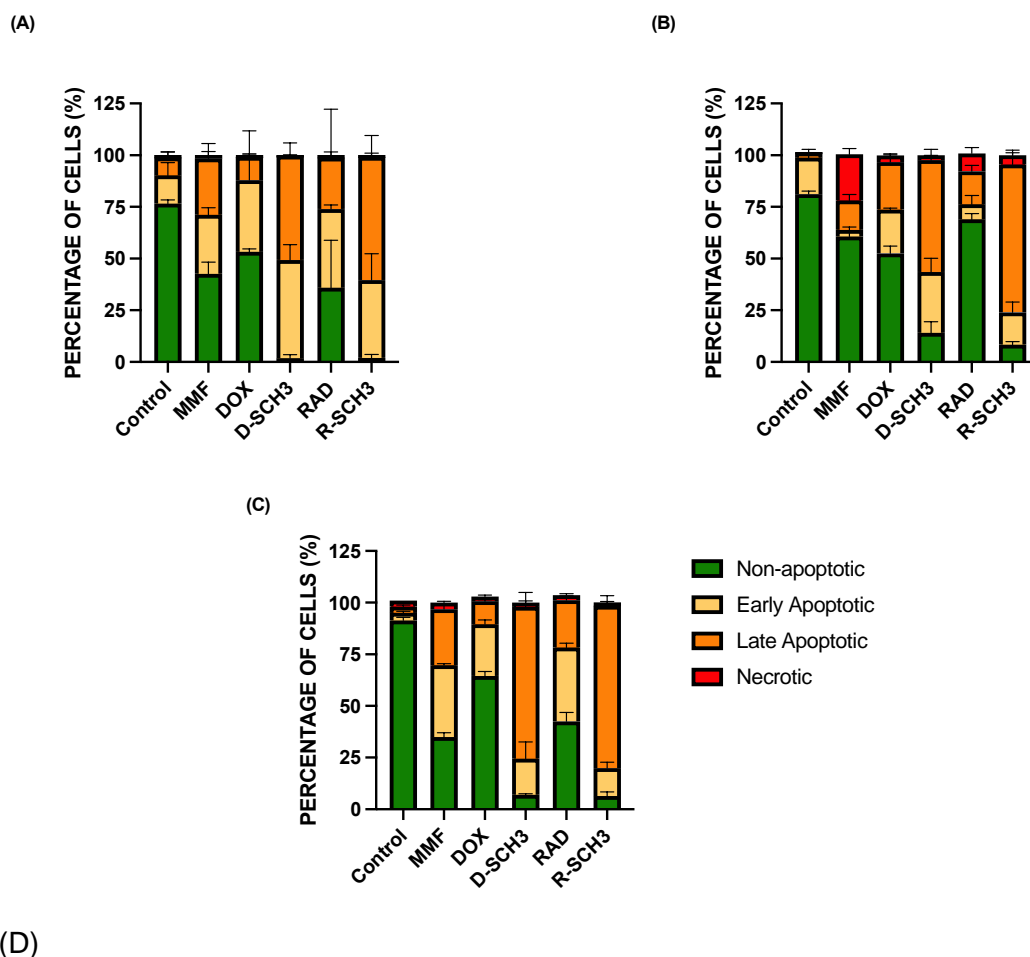 (A)
PERCENTAGE OF CELLS (%)
125
100
75
50
25
0
Control
MMF
DOX
D-SCH3
RAD
R-SCH3
(B)
PERCENTAGE OF CELLS (%)
125
100
75
50
25
0
Control
MMF
DOX
D-SCH3
RAD
R-SCH3
(C)
PERCENTAGE OF CELLS (%)
125
100
75
50
25
0
Control
MMF
DOX
D-SCH3
RAD
R-SCH3
Non-apoptotic
Early Apoptotic
Late Apoptotic
Necrotic
(D)